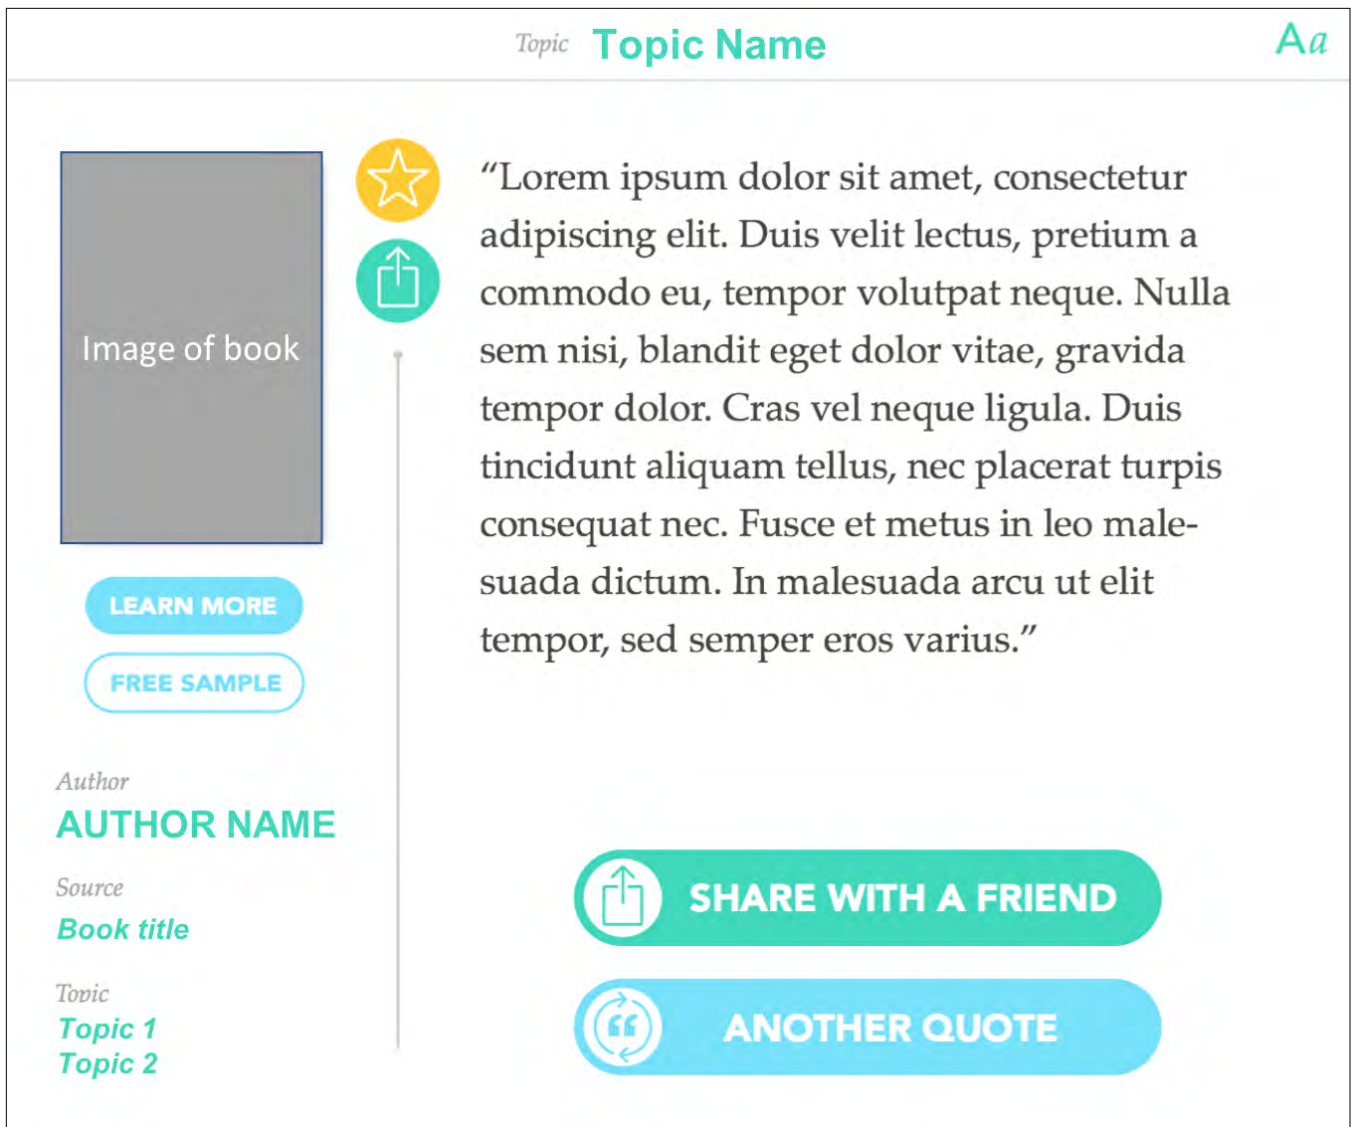 Topic Topic Name
Aa
Image of book
LEARN MORE
FREE SAMPLE
Author
AUTHOR NAME
Source
Book title
Topic
Topic 1
Topic 2
“Lorem ipsum dolor sit amet, consectetur
adipiscing elit. Duis velit lectus, pretium a
commodo eu, tempor volutpat neque. Nulla
sem nisi, blandit eget dolor vitae, gravida
tempor dolor. Cras vel neque ligula. Duis
tincidunt aliquam tellus, nec placerat turpis
consequat nec. Fusce et metus in leo male-
suada dictum. In malesuada arcu ut elit
tempor, sed semper eros varius.”
SHARE WITH A FRIEND
ANOTHER QUOTE